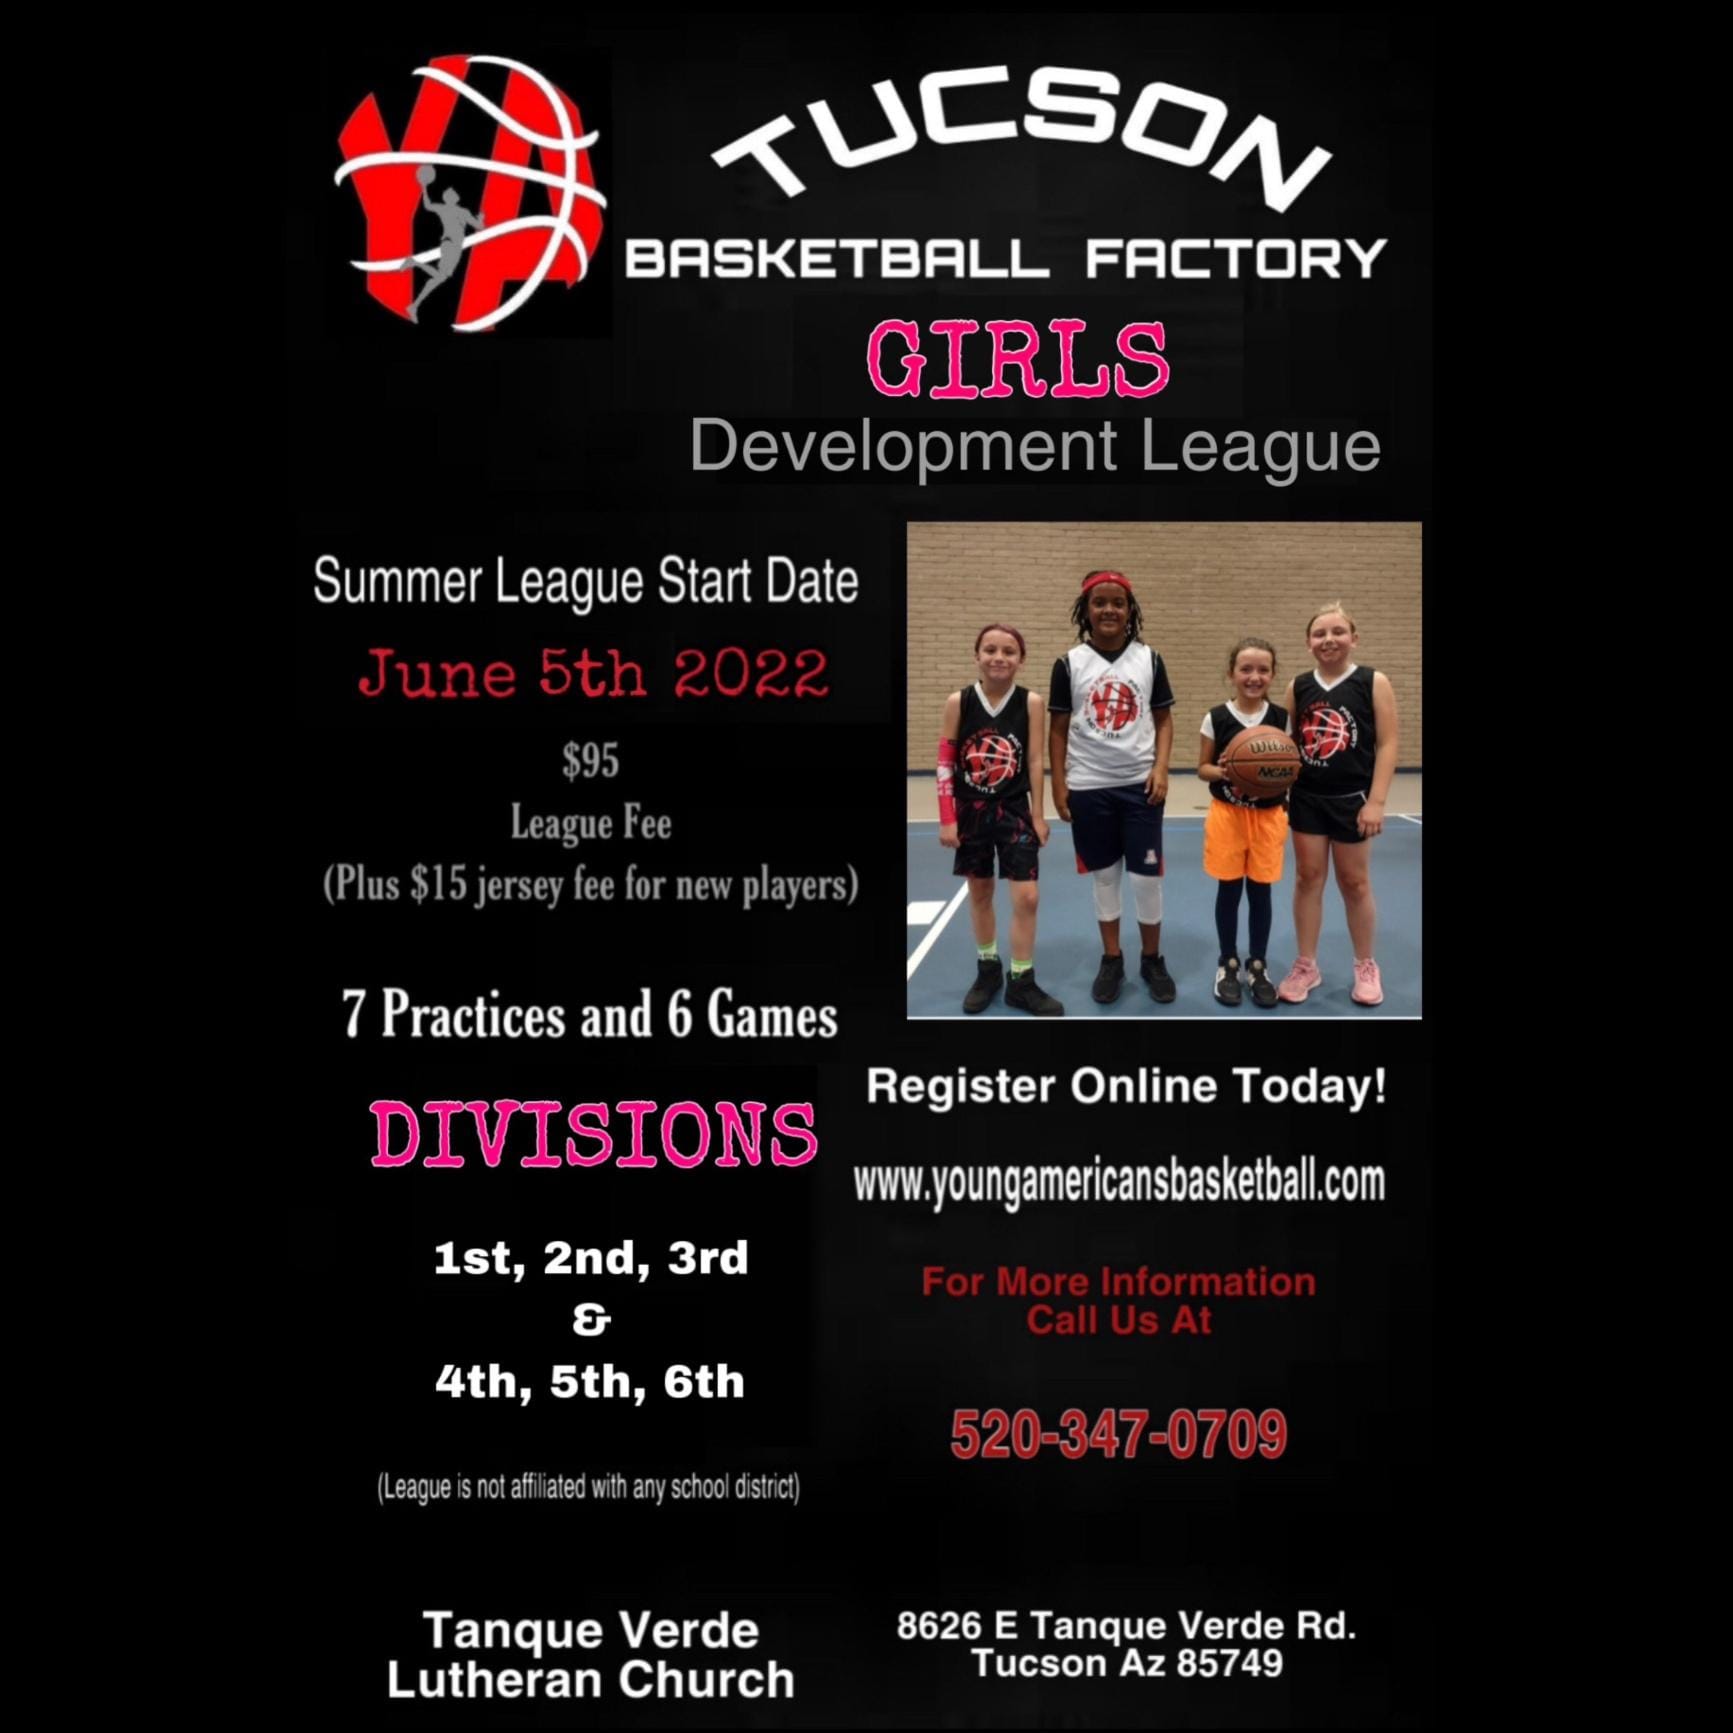 YA
TUCSON
BASKETBALL FACTORY
GIRLS
Development League
Summer League Start Date
June 5th 2022
$95
League Fee
(Plus $15 jersey fee for new players)
7 Practices and 6 Games
DIVISIONS
1st, 2nd, 3rd
&
4th, 5th, 6th
(League is not affiliated with any school district)
Tanque Verde
Lutheran Church
Wilson
NCAA
Register Online Today!
www.youngamericansbasketball.com
For More Information
Call Us At
520-347-0709
8626 E Tanque Verde Rd.
Tucson Az 85749